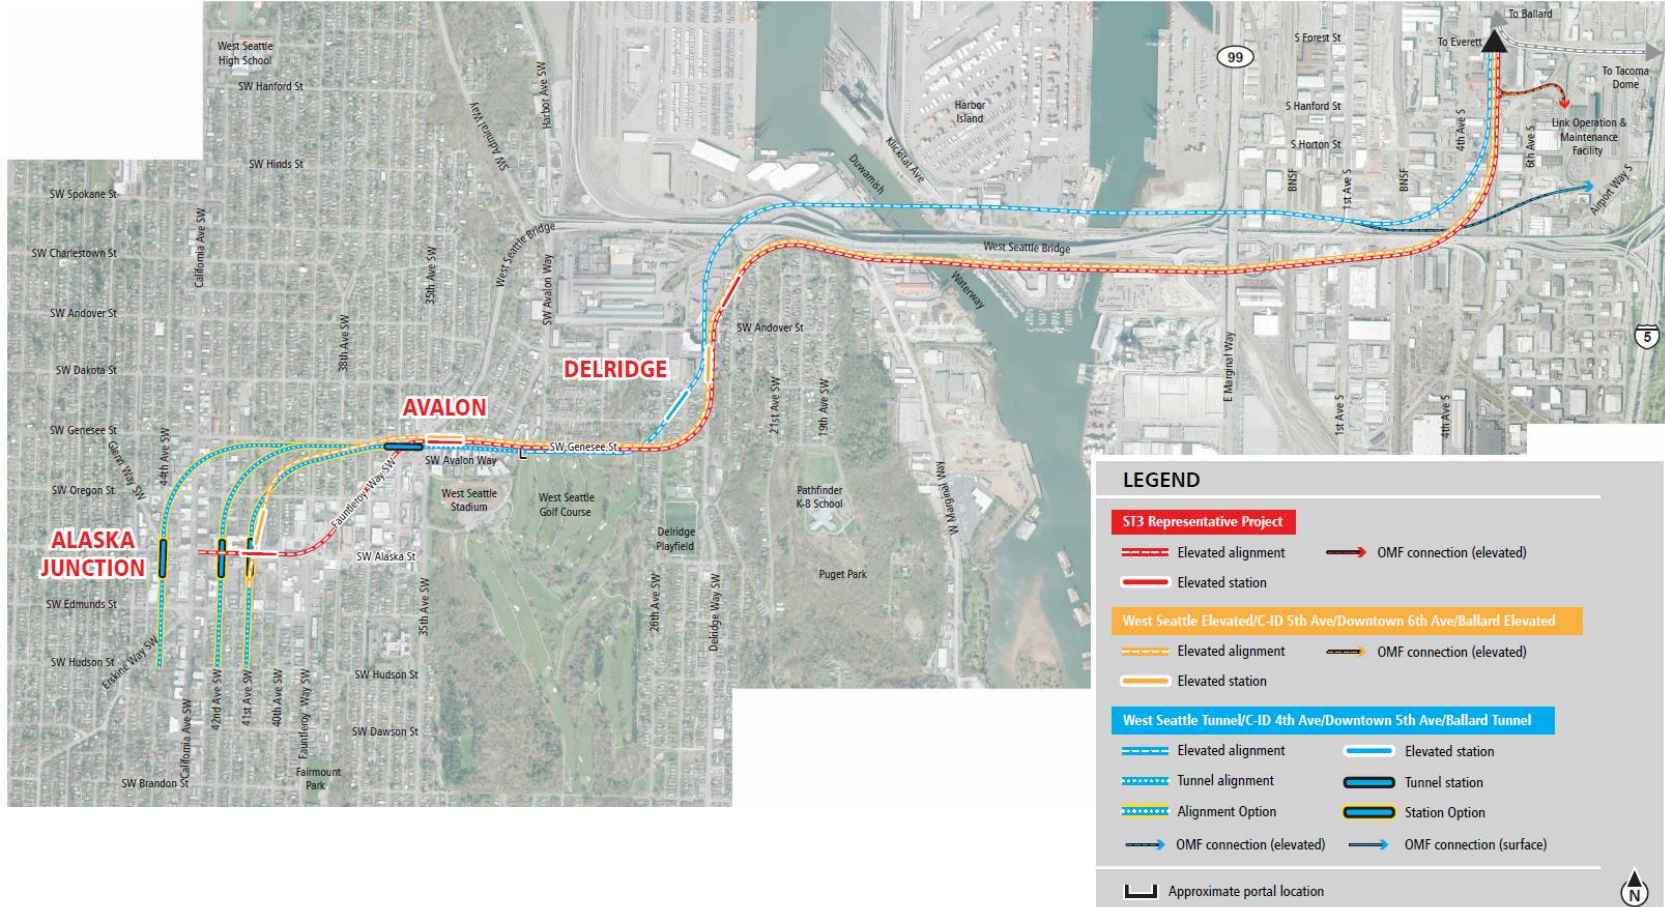 To Ballard
To Everett
To Tacoma
Dome
S Forest St
99
West Seattle
High School
SW Hanford St
SW Admiral Way
Harbor Ave SW
Harbor
Island
S Hanford St
4th Ave S
6th Ave S
Link Operation &
Maintenance
Facility
S Horton St
Klickitat Ave
Duwamish
SW Hinds St
BNSF
1st Ave S
BNSF
Airport Way S
SW Spokane St
California Ave SW
West Seattle Bridge
West Seattle Bridge
SW Charlestown St
35th Ave SW
SW Avalon Way
Waterway
SW Andover St
SW Andover St
38th Ave SW
5
E Marginal Way
SW Dakota St
DELRIDGE
21st Ave SW
19th Ave SW
1st Ave S
4th Ave S
AVALON
SW Genesee St
Glenn Way SW
44th Ave SW
SW Genesee St
SW Avalon Way
Fauntleroy Way SW
W Marginal Way SW
SW Oregon St
West Seattle
Stadium
West Seattle
Golf Course
Pathfinder
K-8 School
ALASKA
JUNCTION
SW Alaska St
Delridge
Playfield
Puget Park
SW Edmunds St
35th Ave SW
26th Ave SW
Delridge Way SW
SW Hudson St
Erskine Way SW
SW Hudson St
California Ave SW
42nd Ave SW
41st Ave SW
40th Ave SW
Fauntleroy Way SW
SW Dawson St
SW Brandon St
Fairmount
Park
LEGEND
ST3 Representative Project
Elevated alignment
OMF connection (elevated)
Elevated station
West Seattle Elevated/C-ID 5th Ave/Downtown 6th Ave/Ballard Elevated
Elevated alignment
OMF connection (elevated)
Elevated station
West Seattle Tunnel/C-ID 4th Ave/Downtown 5th Ave/Ballard Tunnel
Elevated alignment
Elevated station
Tunnel alignment
Tunnel station
Alignment Option
Station Option
OMF connection (elevated)
OMF connection (surface)
Approximate portal location
N